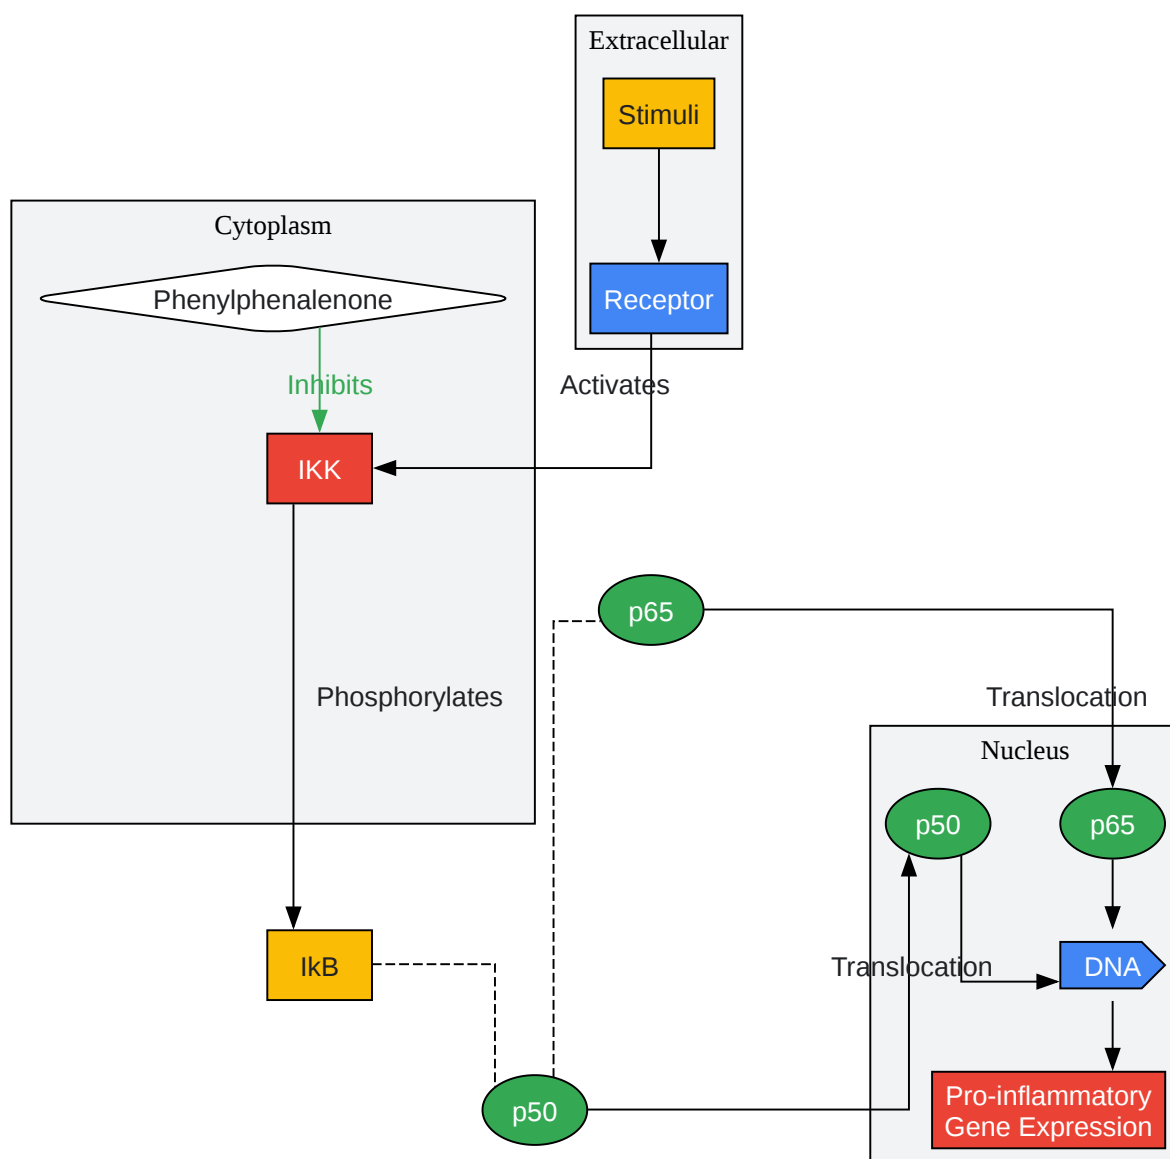 Extracellular
Stimuli
Cytoplasm
Phenylphenalenone
Receptor
Inhibits
Activates
IKK
p65
Phosphorylates
Translocation
Nucleus
p50
p65
IkB
Translocation
DNA
p50
Pro-inflammatory
Gene Expression